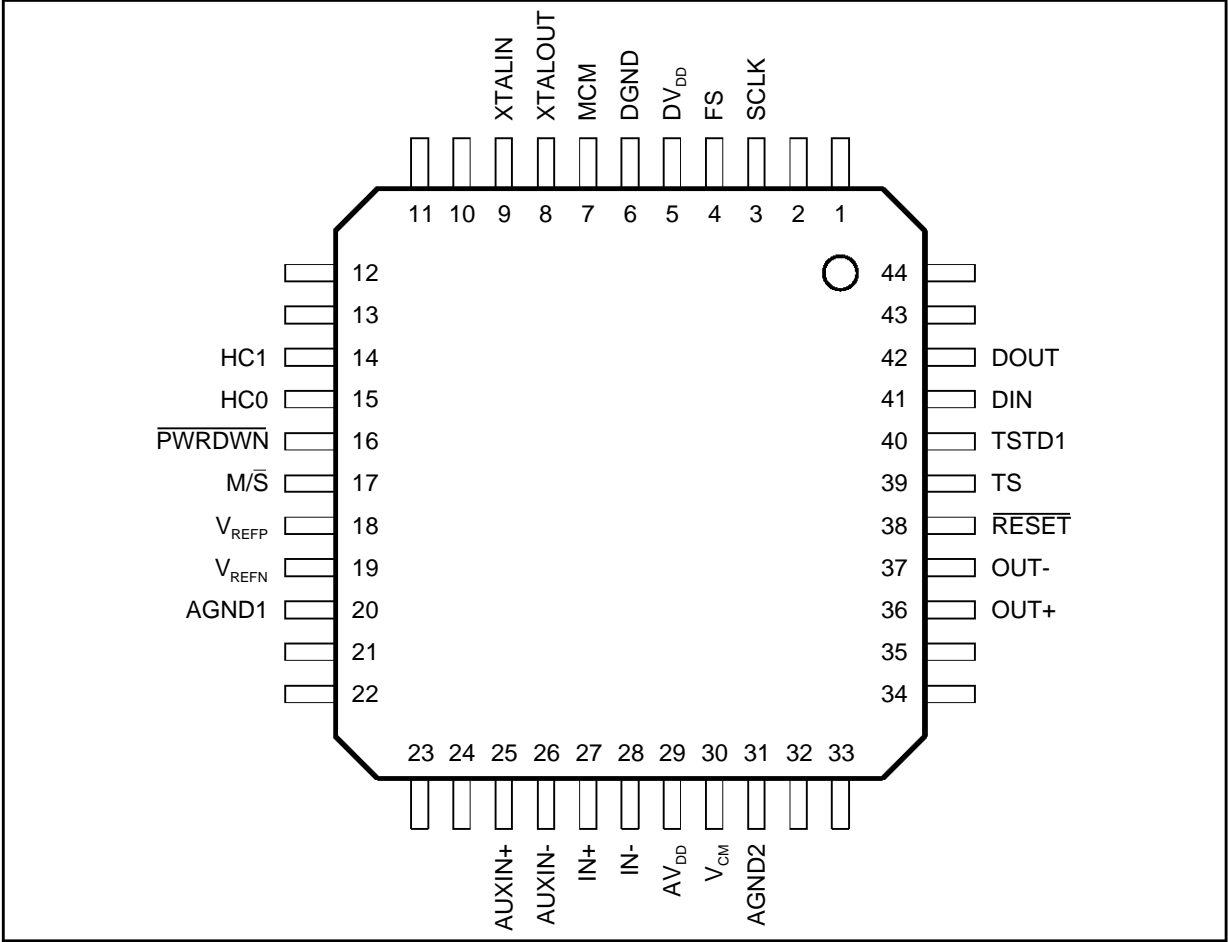 XTALIN
XTALOUT
MCM
DGND
DV_DD
FS
SCLK
11 10 9 8 7 6 5 4 3 2 1
12 44
13 43
HC1 14 42 DOUT
HC0 15 41 DIN
P̅W̅R̅D̅W̅N̅ 16 40 TSTD1
M/S̅ 17 39 TS
V_REFP 18 38 R̅E̅S̅E̅T̅
V_REFN 19 37 OUT-
AGND1 20 36 OUT+
21 35
22 34
23 24 25 26 27 28 29 30 31 32 33
AUXIN+
AUXIN-
IN+
IN-
AV_DD
V_CM
AGND2